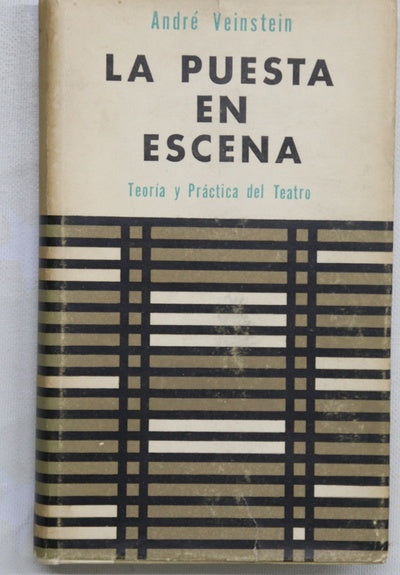 André Veinstein
LA PUESTA
EN
ESCENA
Teoría y Práctica del Teatro